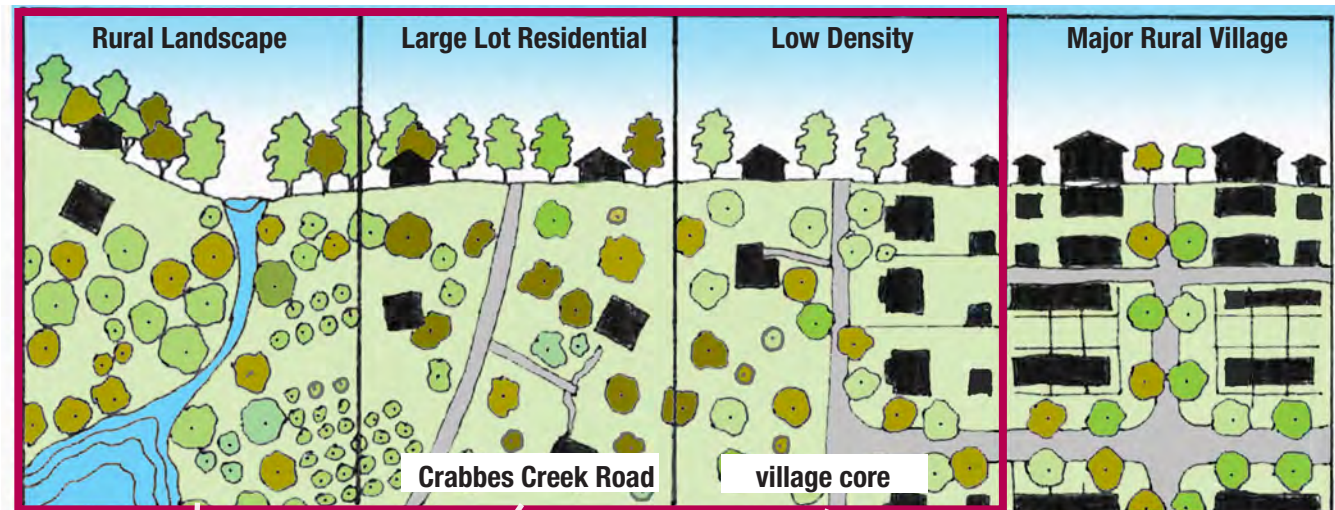 Rural Landscape
Large Lot Residential
Low Density
Major Rural Village
Crabbes Creek Road
village core